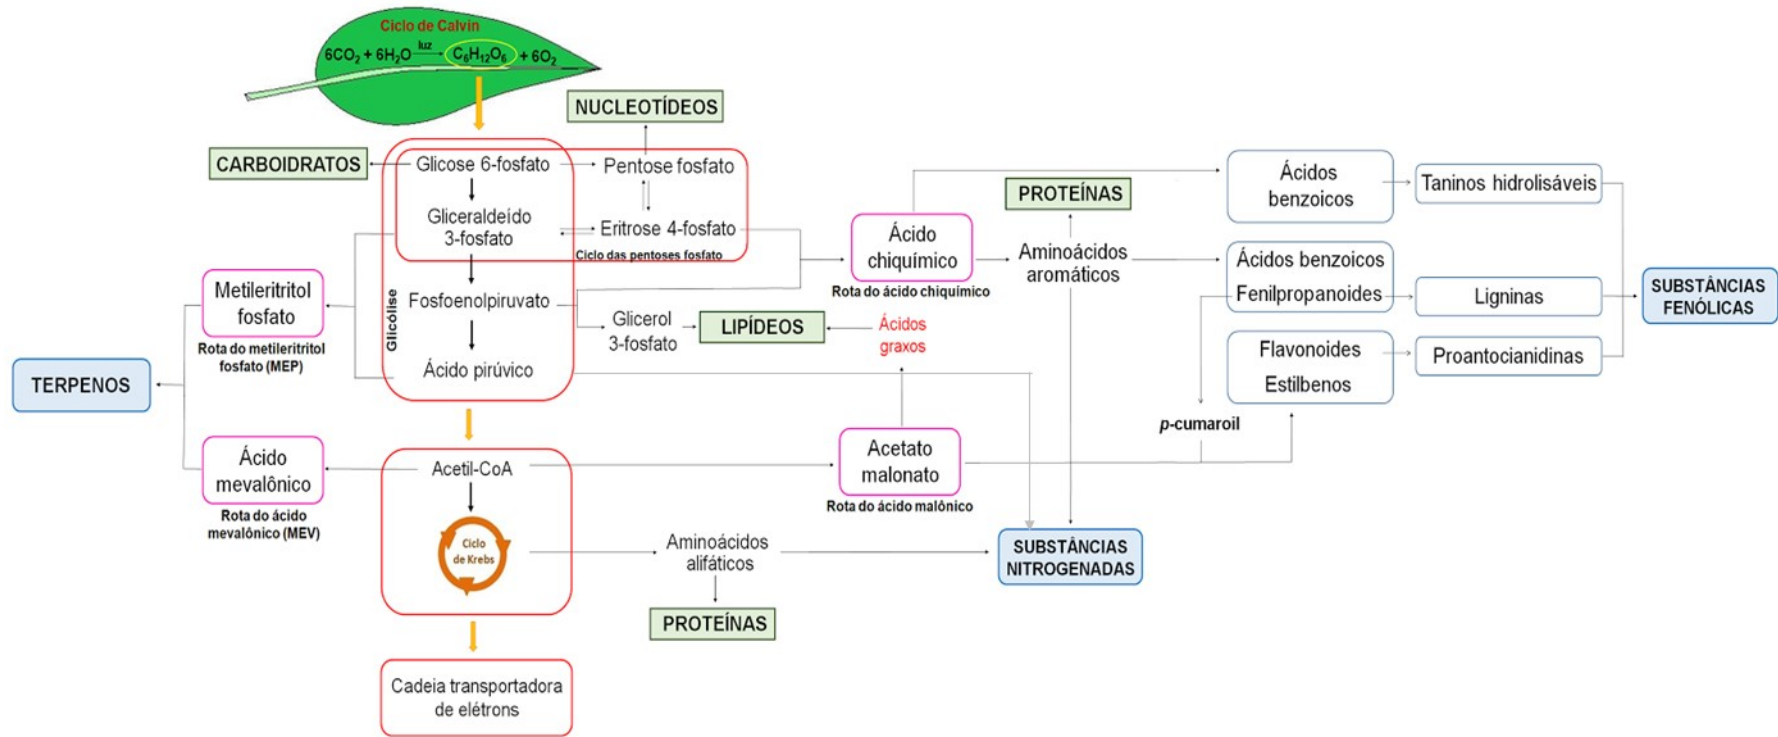 Ciclo de Calvin
6CO₂ + 6H₂O luz C₆H₁₂O₆ + 6O₂
NUCLEOTÍDEOS
CARBOIDRATOS
Glicose 6-fosfato
Pentose fosfato
Gliceraldeído
3-fosfato
Eritrose 4-fosfato
Ciclo das pentoses fosfato
Fosfoenolpiruvato
Glicólise
Ácido pirúvico
Glicerol
3-fosfato
LIPÍDEOS
Ácidos
graxos
Metileritritol
fosfato
Rota do metileritritol
fosfato (MEP)
TERPENOS
Ácido
mevalônico
Rota do ácido
mevalônico (MEV)
Acetil-CoA
Ciclo
de Krebs
Cadeia transportadora
de elétrons
Aminoácidos
alifáticos
PROTEÍNAS
Acetato
malonato
Rota do ácido malônico
SUBSTÂNCIAS
NITROGENADAS
Ácido
chiquímico
Rota do ácido chiquímico
PROTEÍNAS
Aminoácidos
aromáticos
Ácidos
benzoicos
Taninos hidrolisáveis
Ácidos benzoicos
Fenilpropanoides
Ligninas
Flavonoides
Estilbenos
Proantocianidinas
p-cumaroil
SUBSTÂNCIAS
FENÓLICAS